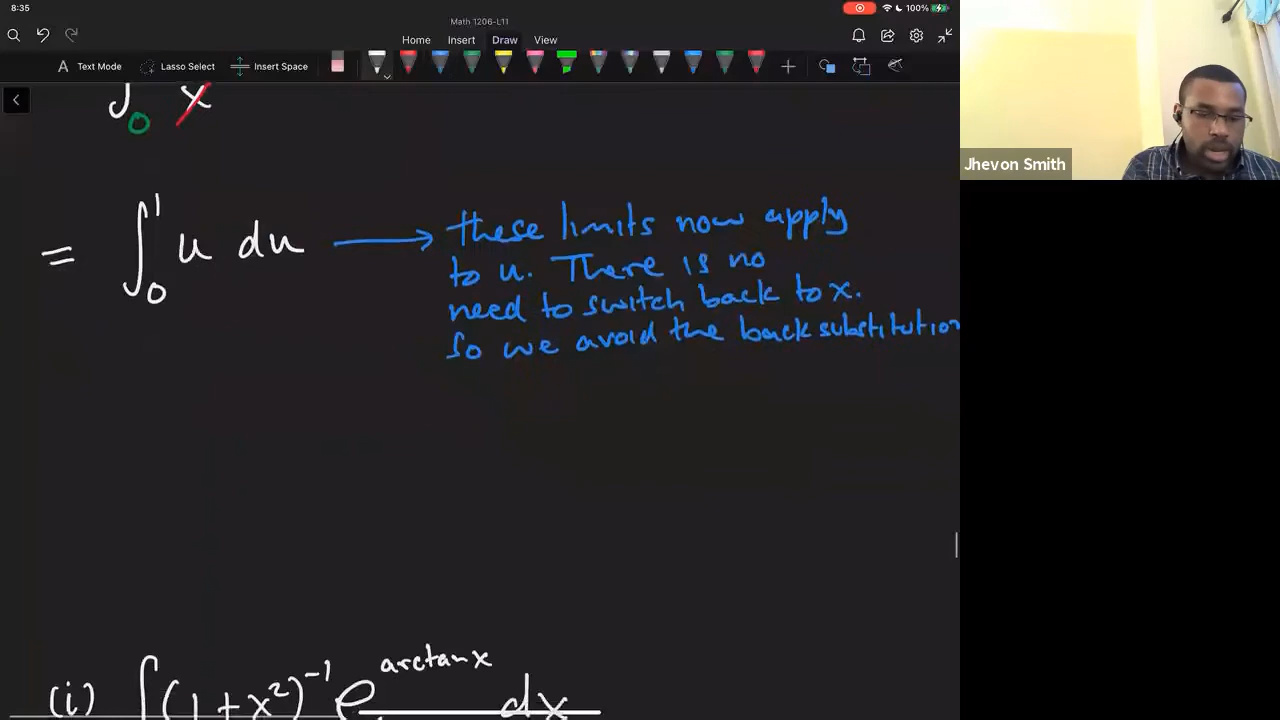 8:35
100%
Math 1206-L11
Home Insert Draw View
Text Mode Lasso Select Insert Space
∫₀ x
= ∫₀¹ u du → these limits now apply
to u. There is no
need to switch back to x.
So we avoid the back substitution
(i) ∫(1+x²)⁻¹ e^arctanx dx
Jhevon Smith